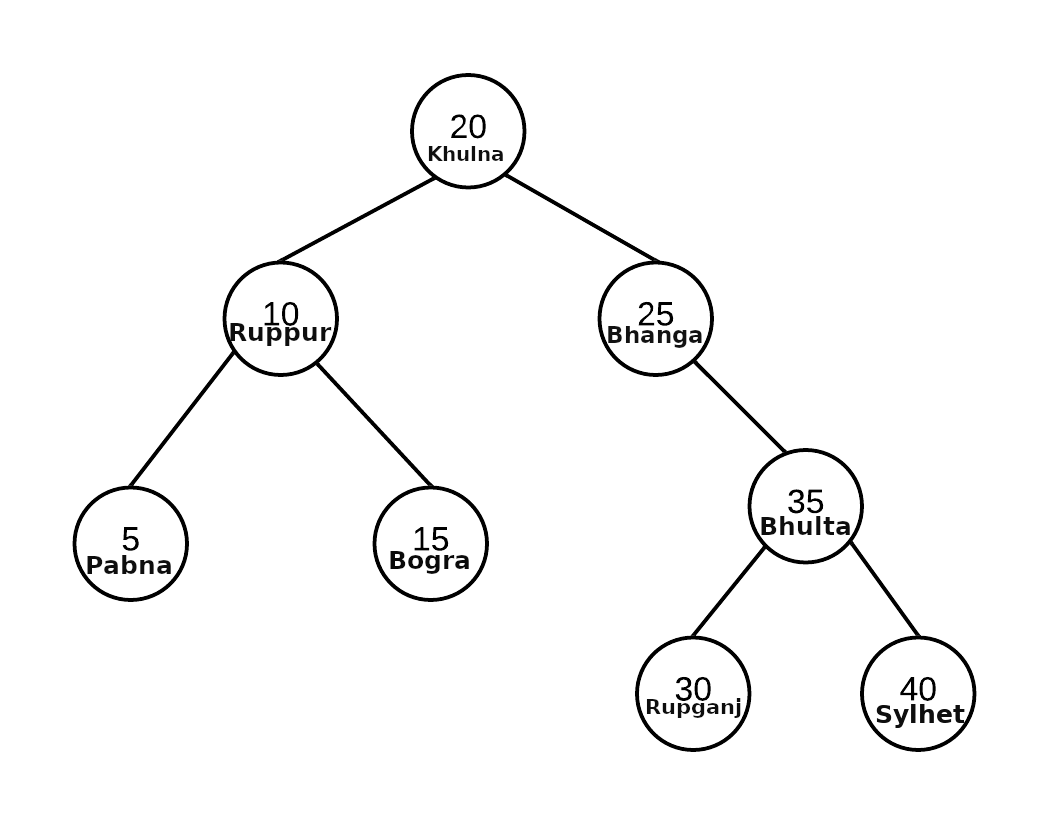 20
Khulna
10
Ruppur
25
Bhanga
5
Pabna
15
Bogra
35
Bhulta
30
Rupganj
40
Sylhet